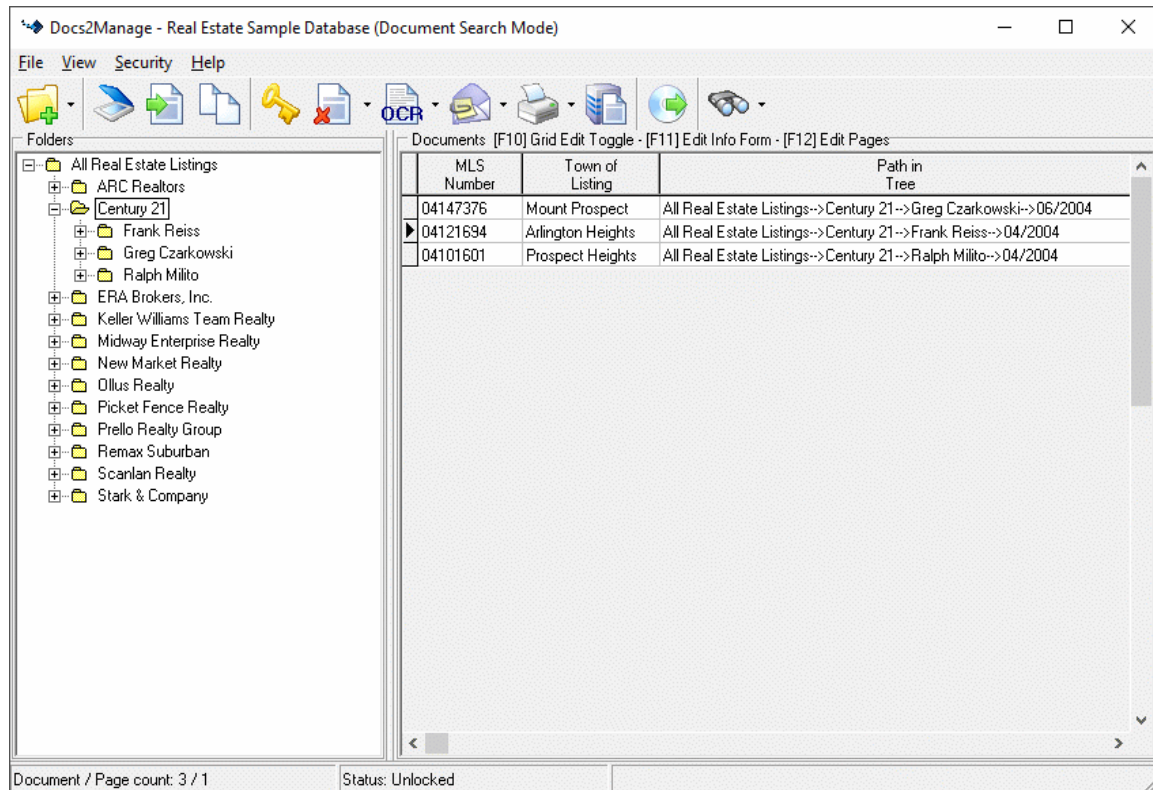 Docs2Manage - Real Estate Sample Database (Document Search Mode)
File View Security Help
OCR
Folders
All Real Estate Listings
ARC Realtors
Century 21
Frank Reiss
Greg Czarkowski
Ralph Milito
ERA Brokers, Inc.
Keller Williams Team Realty
Midway Enterprise Realty
New Market Realty
Ollus Realty
Picket Fence Realty
Prello Realty Group
Remax Suburban
Scanlan Realty
Stark & Company
Documents [F10] Grid Edit Toggle - [F11] Edit Info Form - [F12] Edit Pages
MLS Number Town of Listing Path in Tree
04147376 Mount Prospect All Real Estate Listings-->Century 21-->Greg Czarkowski-->06/2004
04121694 Arlington Heights All Real Estate Listings-->Century 21-->Frank Reiss-->04/2004
04101601 Prospect Heights All Real Estate Listings-->Century 21-->Ralph Milito-->04/2004
Document / Page count: 3 / 1 Status: Unlocked